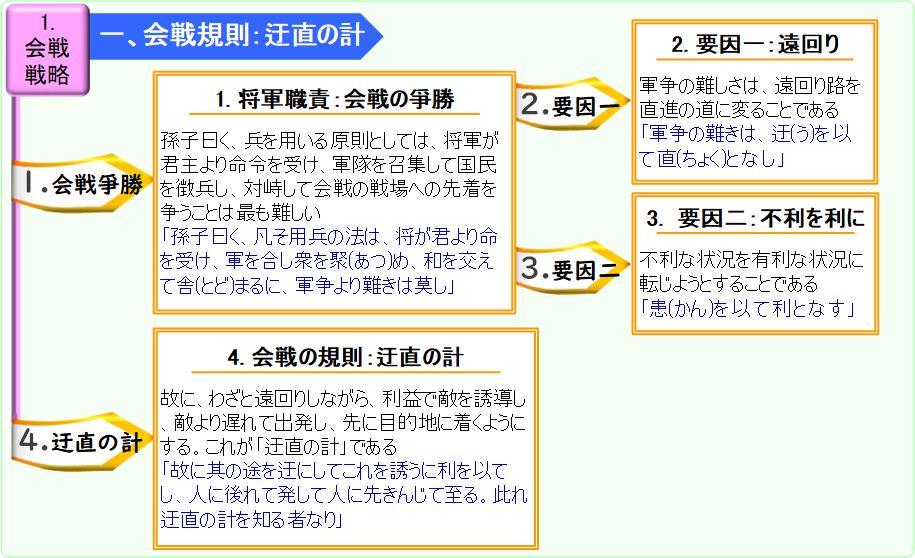 1.
会戦
戦略
一、会戦規則：迂直の計
1.会戦爭勝
1. 将軍職責：会戦の爭勝
孫子曰く、兵を用いる原則としては、将軍が
君主より命令を受け、軍隊を召集して国民
を徴兵し、対峙して会戦の戦場への先着を
争うことは最も難しい
「孫子曰く、凡そ用兵の法は、将が君より命
を受け、軍を合し衆を聚(あつ)め、和を交え
て舎(とど)まるに、軍争より難きは莫し」
2.要因一
2. 要因一：遠回り
軍争の難しさは、遠回り路を
直進の道に変ることである
「軍争の難きは、迂(う)を以
て直(ちょく)となし」
3.要因二
3. 要因二：不利を利に
不利な状況を有利な状況に
転じようとすることである
「患(かん)を以て利となす」
4.迂直の計
4. 会戦の規則：迂直の計
故に、わざと遠回りしながら、利益で敵を誘導し
、敵より遅れて出発し、先に目的地に着くように
する。これが「迂直の計」である
「故に其の途を迂にしてこれを誘うに利を以て
し、人に後れて発して人に先きんじて至る。此れ
迂直の計を知る者なり」